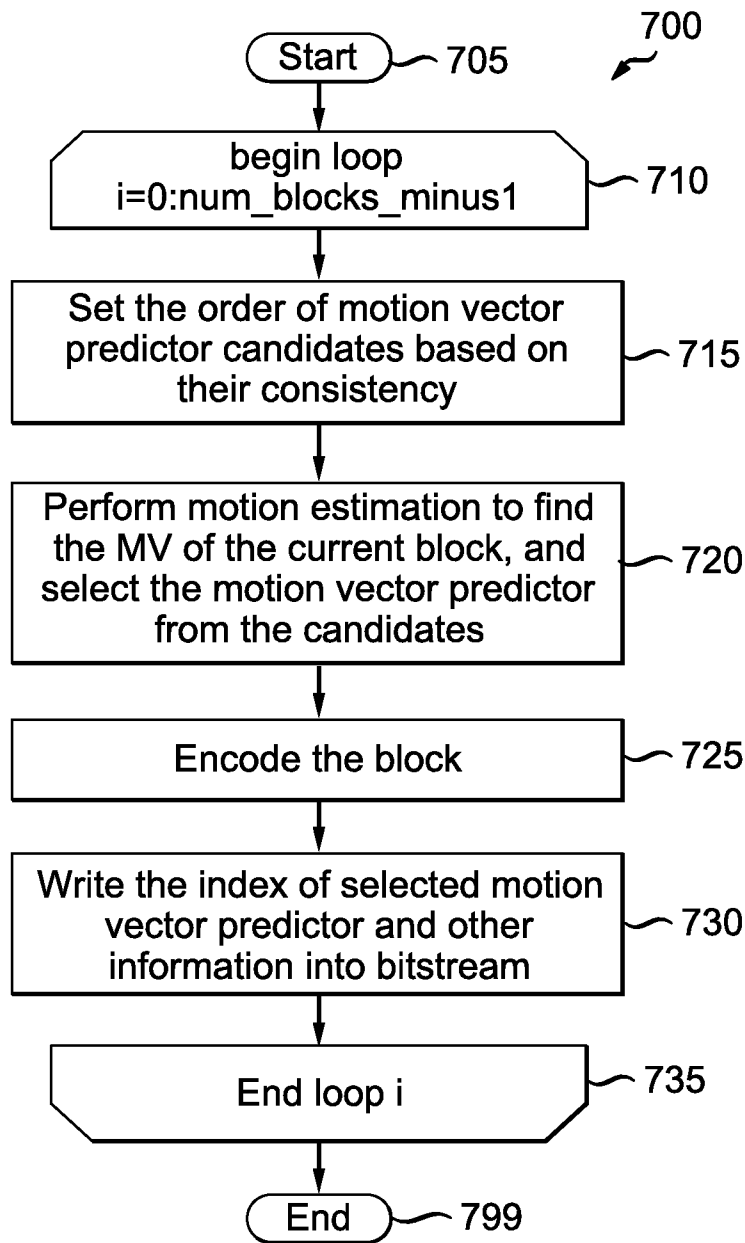 700
Start
705
begin loop
i=0:num_blocks_minus1
710
Set the order of motion vector
predictor candidates based on
their consistency
715
Perform motion estimation to find
the MV of the current block, and
select the motion vector predictor
from the candidates
720
Encode the block
725
Write the index of selected motion
vector predictor and other
information into bitstream
730
End loop i
735
End
799